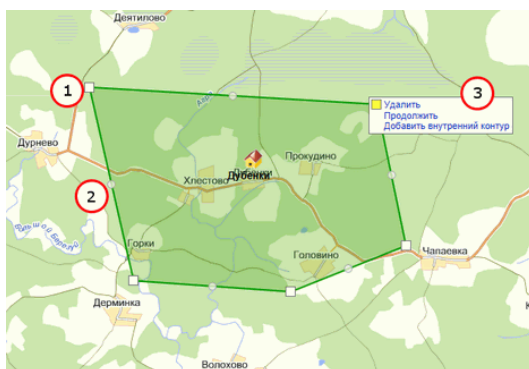 Деятилово
1
3
Удалить
Продолжить
Добавить внутренний контур
Дурнево
Прокудино
Дубенки
Хлестово
2
Горки
Чапаевка
Головино
Дерминка
Волохово